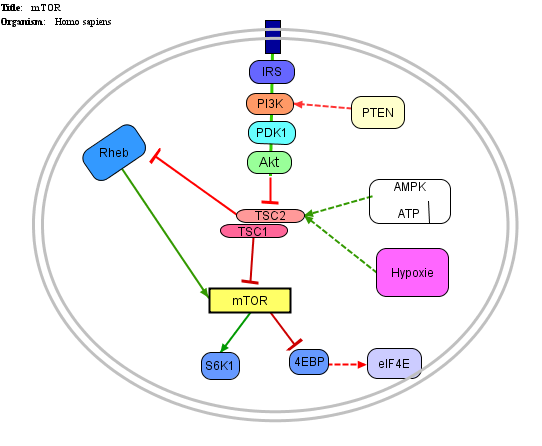 Title: mTOR
Organism: Homo sapiens
IRS
PI3K
PTEN
PDK1
Rheb
Akt
AMPK
ATP
TSC2
TSC1
Hypoxie
mTOR
S6K1
4EBP
eIF4E